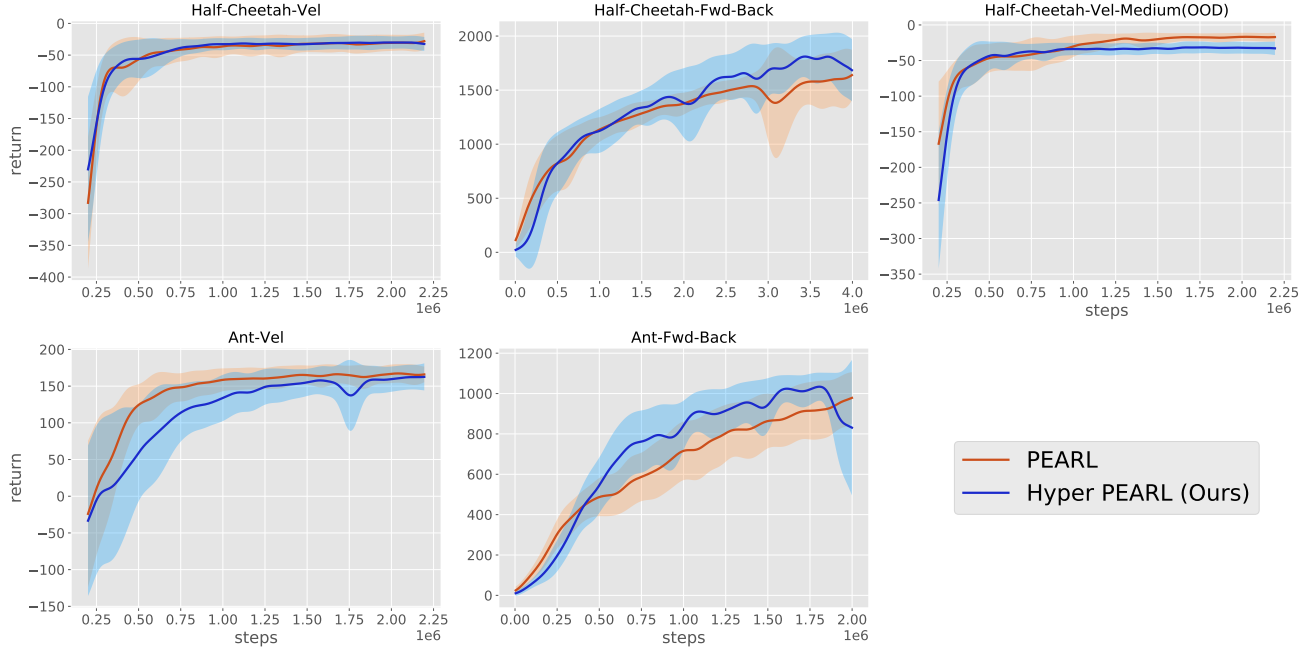 Half-Cheetah-Vel
return
0
−50
−100
−150
−200
−250
−300
−350
−400
0.25 0.50 0.75 1.00 1.25 1.50 1.75 2.00 2.25
1e6
Half-Cheetah-Fwd-Back
2000
1500
1000
500
0
0.0 0.5 1.0 1.5 2.0 2.5 3.0 3.5 4.0
1e6
Half-Cheetah-Vel-Medium(OOD)
0
−50
−100
−150
−200
−250
−300
−350
0.25 0.50 0.75 1.00 1.25 1.50 1.75 2.00 2.25
steps
1e6
Ant-Vel
return
200
150
100
50
0
−50
−100
−150
0.25 0.50 0.75 1.00 1.25 1.50 1.75 2.00 2.25
steps
1e6
Ant-Fwd-Back
1200
1000
800
600
400
200
0
0.00 0.25 0.50 0.75 1.00 1.25 1.50 1.75 2.00
steps
1e6
PEARL
Hyper PEARL (Ours)